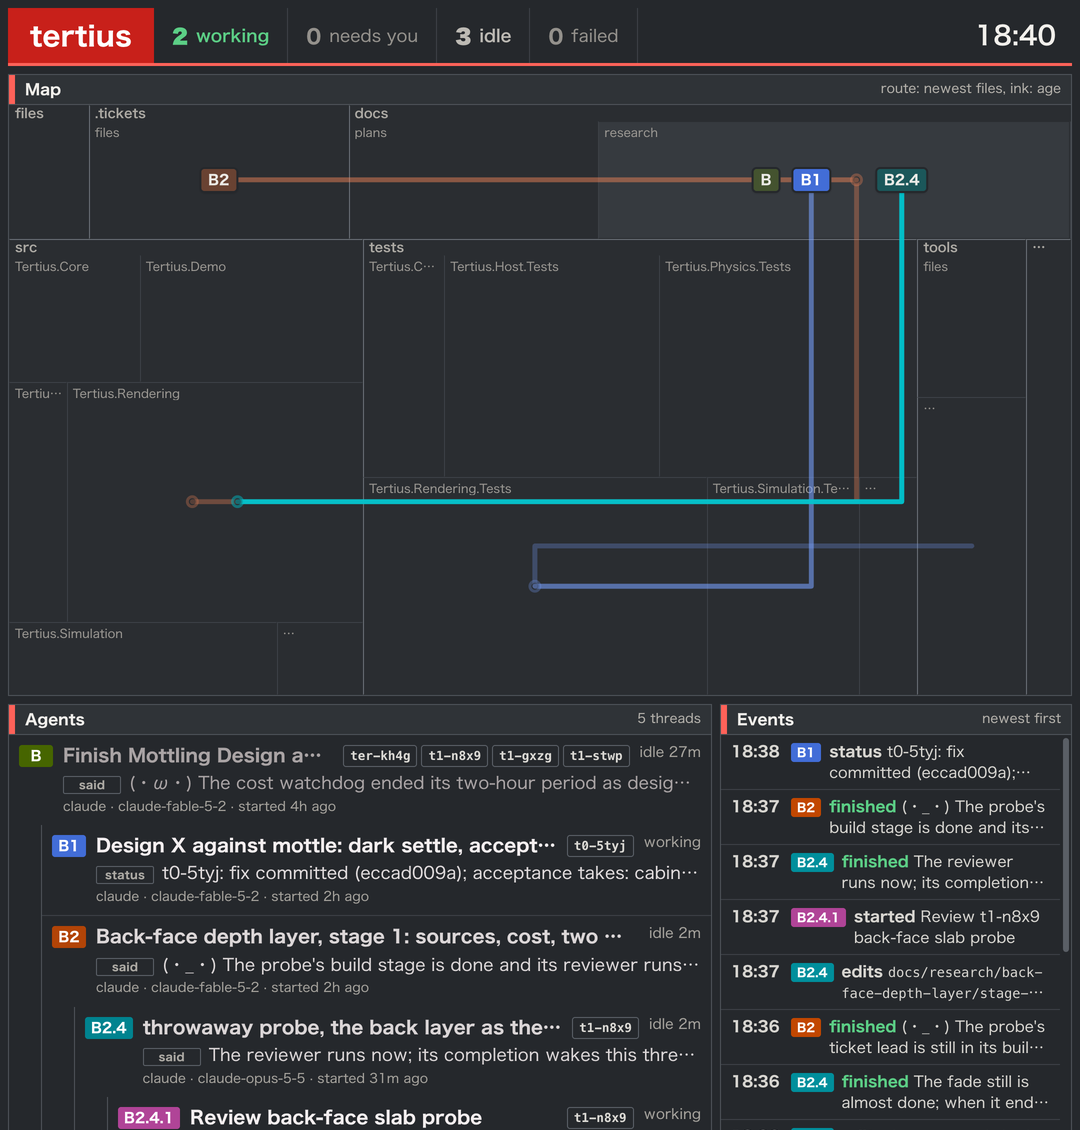 tertius
2 working
0 needs you
3 idle
0 failed
18:40
Map
route: newest files, ink: age
files
.tickets
files
docs
plans
research
B2
B
B1
B2.4
src
Tertius.Core
Tertius.Demo
tests
Tertius.C···
Tertius.Host.Tests
Tertius.Physics.Tests
tools
files
···
Tertiu···
Tertius.Rendering
···
Tertius.Rendering.Tests
Tertius.Simulation.Te···
···
Tertius.Simulation
···
Agents
5 threads
B Finish Mottling Design a··· ter-kh4g t1-n8x9 t1-gxgz t1-stwp idle 27m
said (・ω・) The cost watchdog ended its two-hour period as desig···
claude · claude-fable-5-2 · started 4h ago
B1 Design X against mottle: dark settle, accept··· t0-5tyj working
status t0-5tyj: fix committed (eccad009a); acceptance takes: cabin···
claude · claude-fable-5-2 · started 2h ago
B2 Back-face depth layer, stage 1: sources, cost, two ··· idle 2m
said (・_・) The probe's build stage is done and its reviewer runs···
claude · claude-fable-5-2 · started 2h ago
B2.4 throwaway probe, the back layer as the··· t1-n8x9 idle 2m
said The reviewer runs now; its completion wakes this thre···
claude · claude-opus-5-5 · started 31m ago
B2.4.1 Review back-face slab probe t1-n8x9 working
Events
newest first
18:38 B1 status t0-5tyj: fix
committed (eccad009a);···
18:37 B2 finished (・_・) The probe's
build stage is done and its···
18:37 B2.4 finished The reviewer
runs now; its completion···
18:37 B2.4.1 started Review t1-n8x9
back-face slab probe
18:37 B2.4 edits docs/research/back-
face-depth-layer/stage-···
18:36 B2 finished (・_・) The probe's
ticket lead is still in its buil···
18:36 B2.4 finished The fade still is
almost done; when it end···